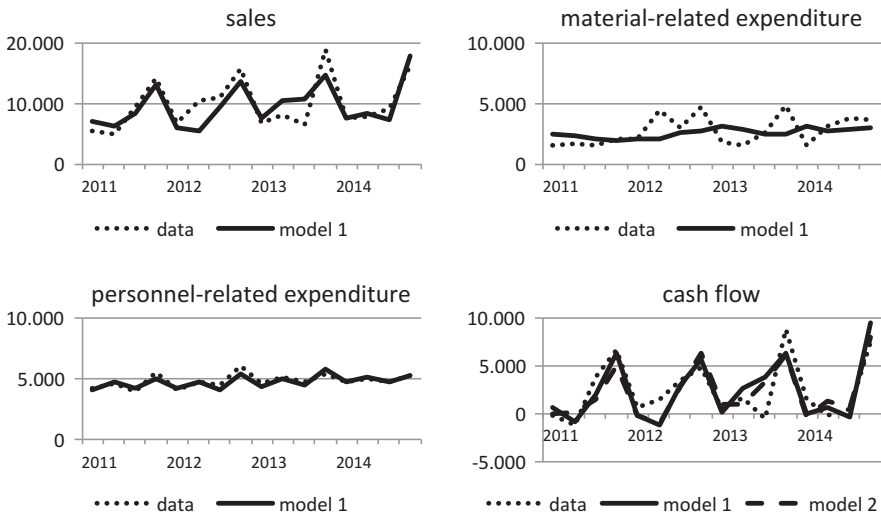 sales
20.000
10.000
0
2011 2012 2013 2014
data model 1
material-related expenditure
10.000
5.000
0
2011 2012 2013 2014
data model 1
personnel-related expenditure
10.000
5.000
0
2011 2012 2013 2014
data model 1
cash flow
10.000
5.000
0
-5.000
2011 2012 2013 2014
data model 1 model 2